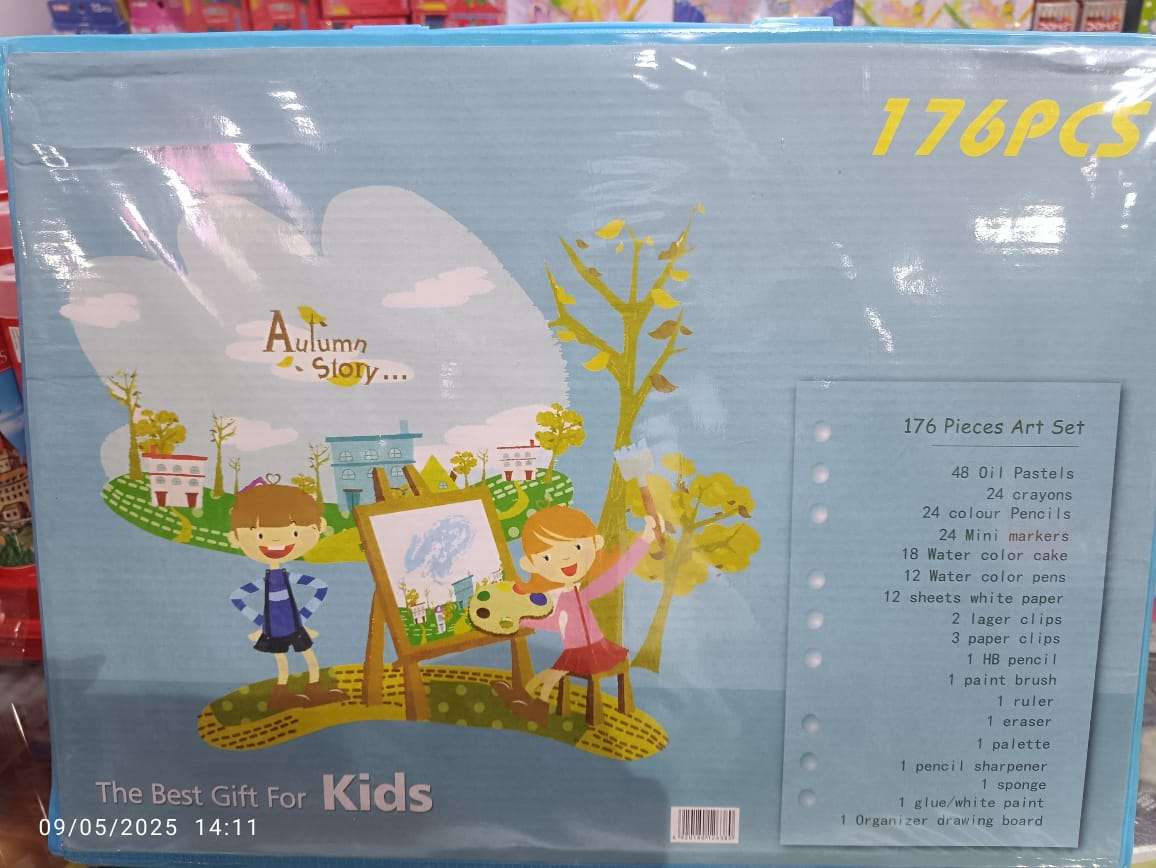 176PCS
Autumn
Story...
176 Pieces Art Set
48 Oil Pastels
24 crayons
24 colour Pencils
24 Mini markers
18 Water color cake
12 Water color pens
12 sheets white paper
2 lager clips
3 paper clips
1 HB pencil
1 paint brush
1 ruler
1 eraser
1 palette
1 pencil sharpener
1 sponge
1 glue/white paint
1 Organizer drawing board
The Best Gift For Kids
09/05/2025 14:11